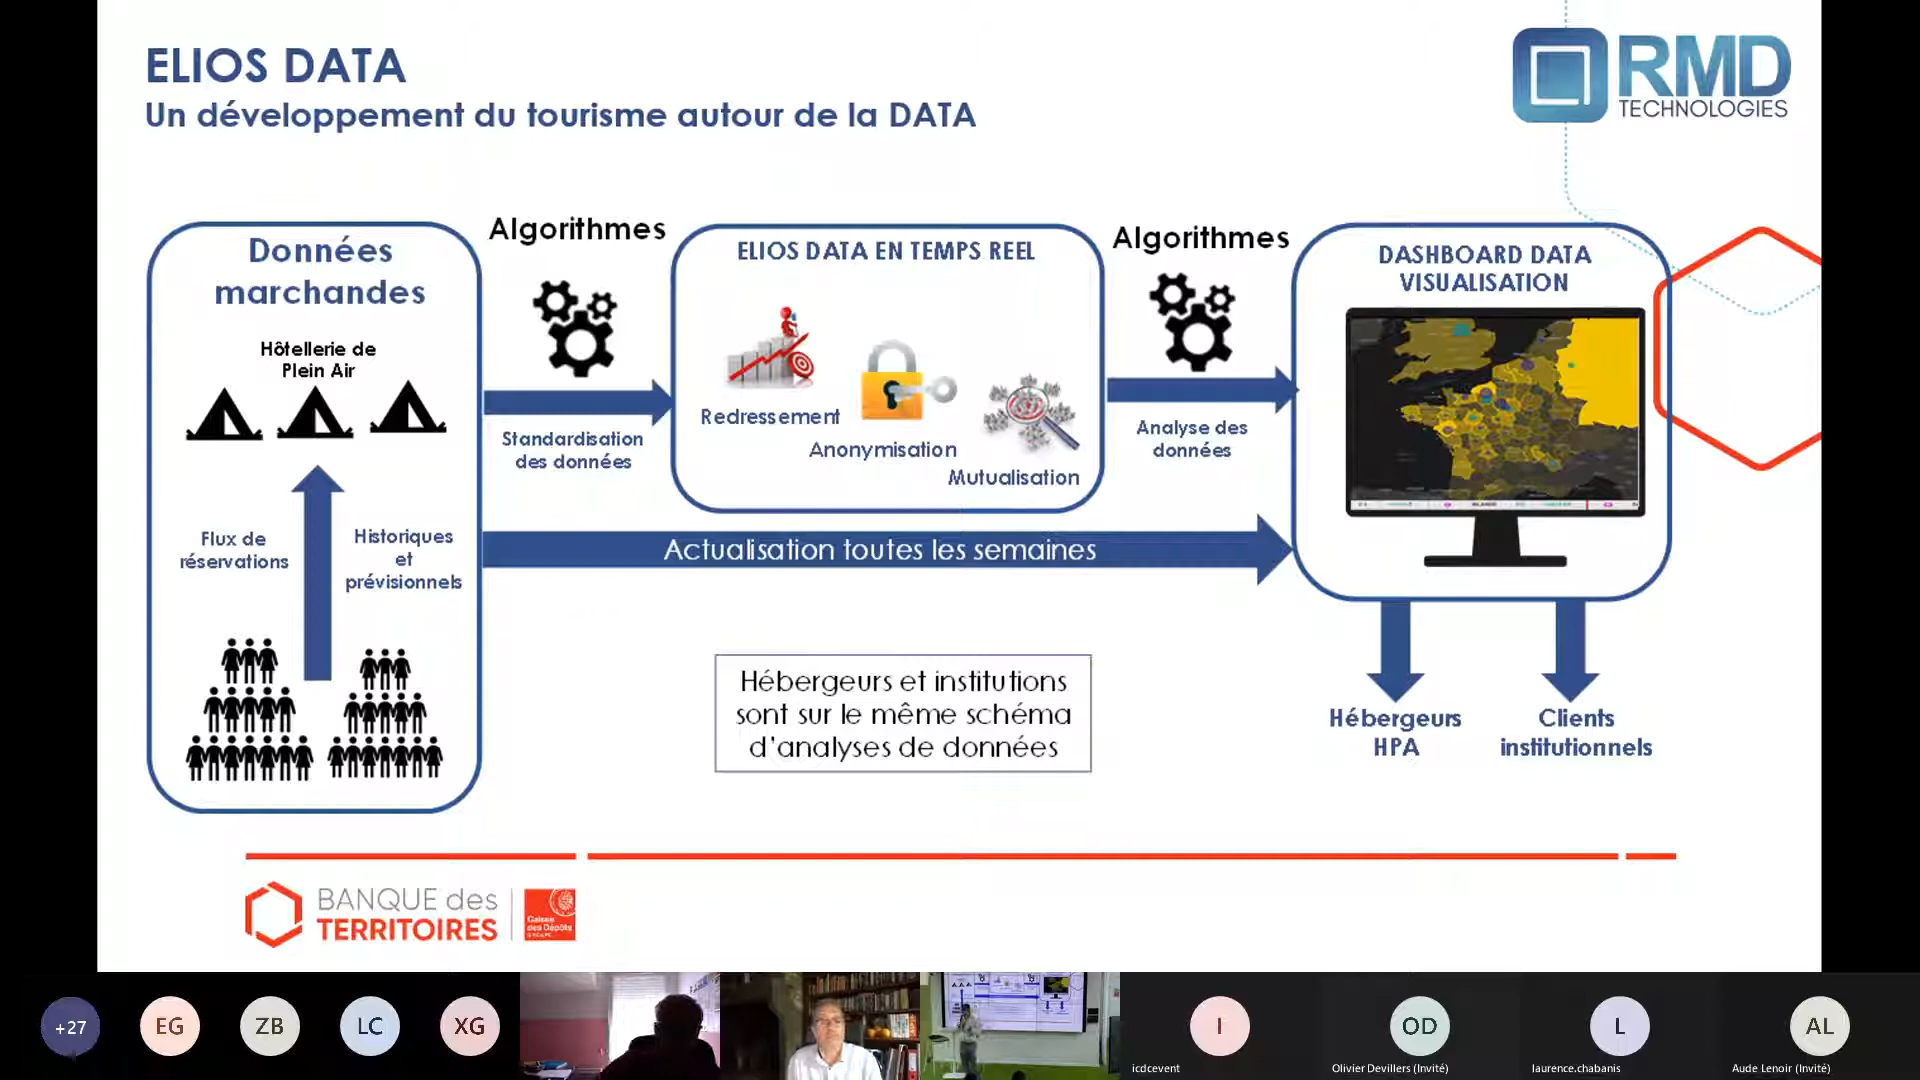 ELIOS DATA
Un développement du tourisme autour de la DATA
RMD
TECHNOLOGIES
Données
marchandes
Hôtellerie de
Plein Air
Flux de
réservations
Historiques
et
prévisionnels
Algorithmes
Standardisation
des données
ELIOS DATA EN TEMPS REEL
Redressement
Anonymisation
Mutualisation
Algorithmes
Analyse des
données
Actualisation toutes les semaines
DASHBOARD DATA
VISUALISATION
Hébergeurs
HPA
Clients
institutionnels
Hébergeurs et institutions
sont sur le même schéma
d'analyses de données
BANQUE des
TERRITOIRES
Caisse
des Dépôts
GROUPE
+27
EG
ZB
LC
XG
I
icdcevent
OD
Olivier Devillers (Invité)
L
laurence.chabanis
AL
Aude Lenoir (Invité)